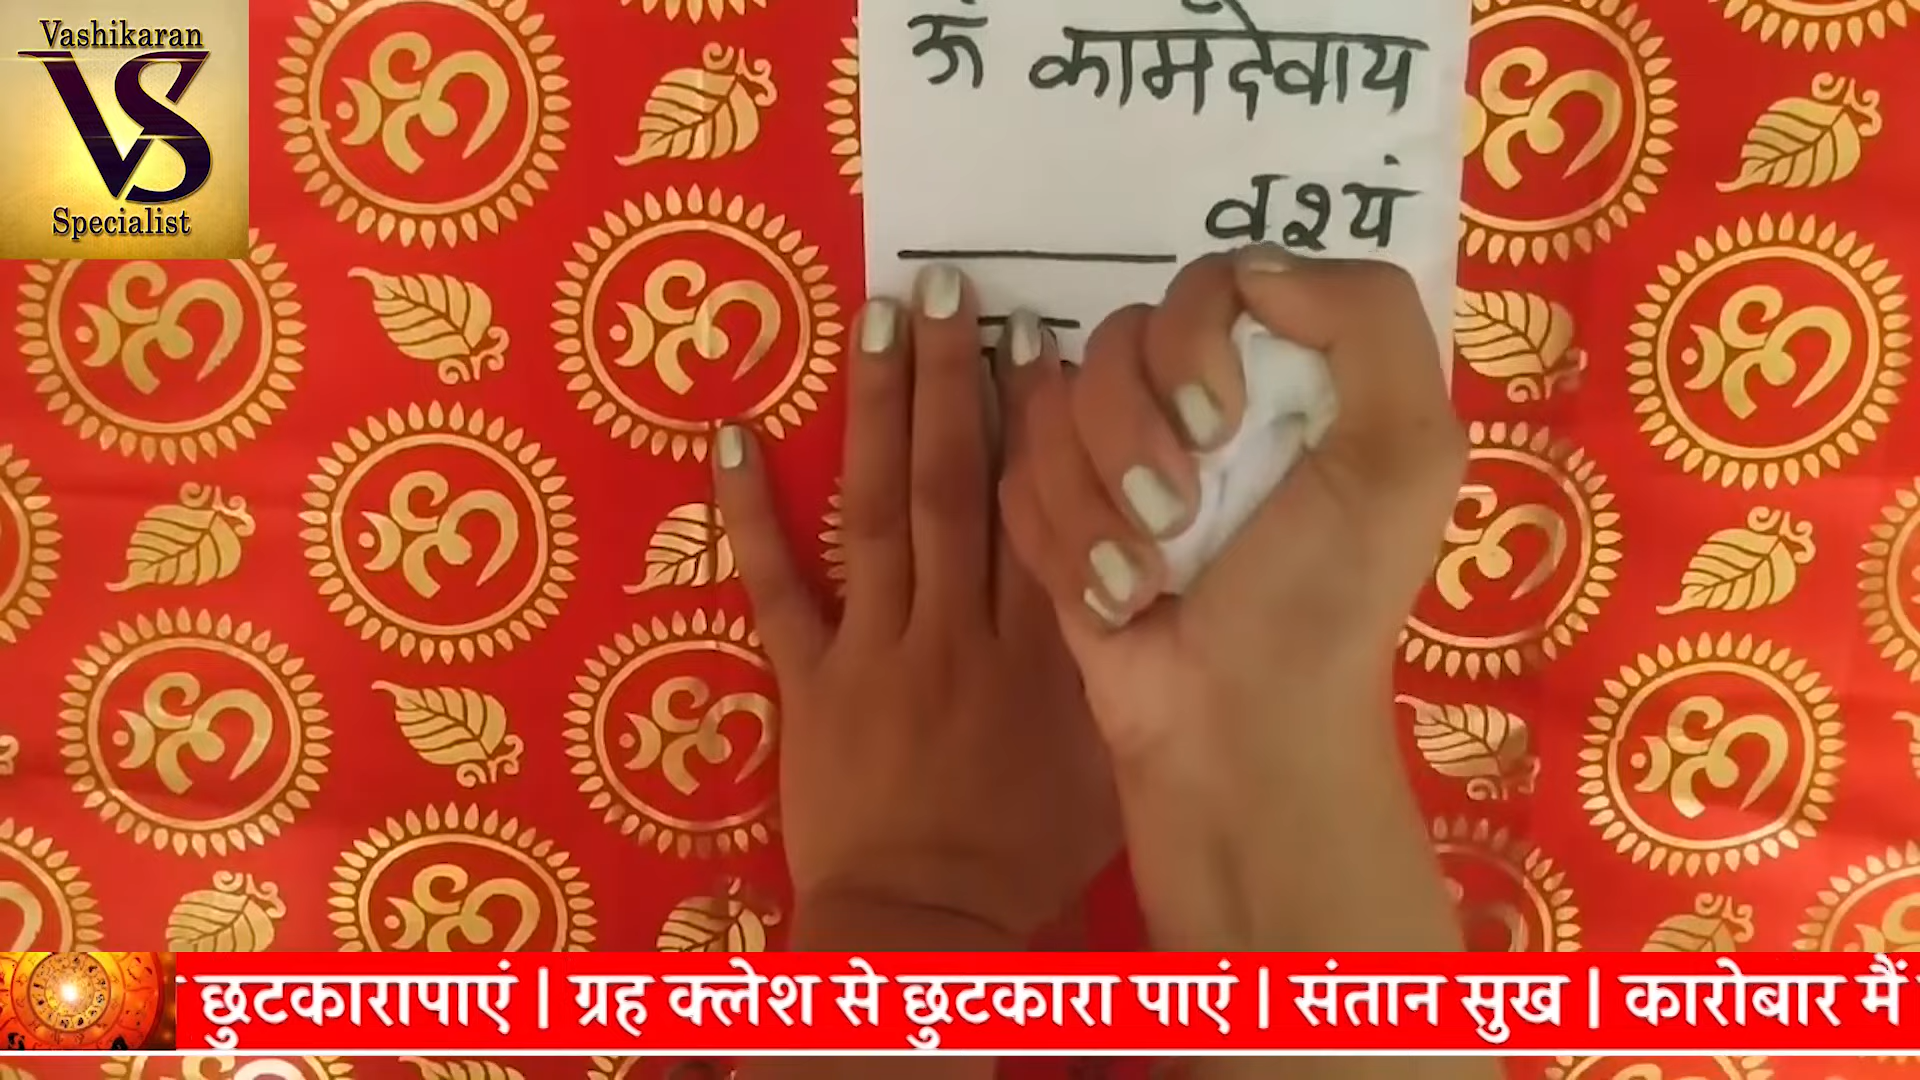 Vashikaran
VS
Specialist
ऊँ कामदेवाय
वश्यं
छुटकारापाएं | ग्रह क्लेश से छुटकारा पाएं | संतान सुख | कारोबार मैं